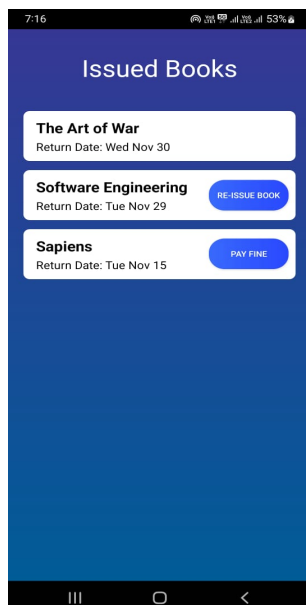 7:16 53%
Issued Books
The Art of War
Return Date: Wed Nov 30
Software Engineering
Return Date: Tue Nov 29
RE-ISSUE BOOK
Sapiens
Return Date: Tue Nov 15
PAY FINE